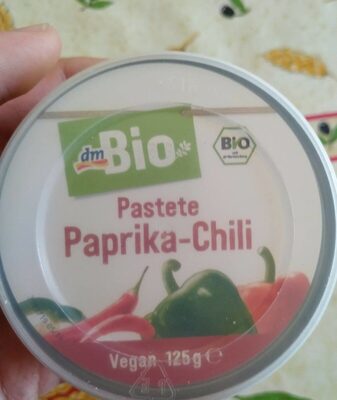 dm Bio
BIO
Pastete
Paprika-Chili
Vegan 125g ℮